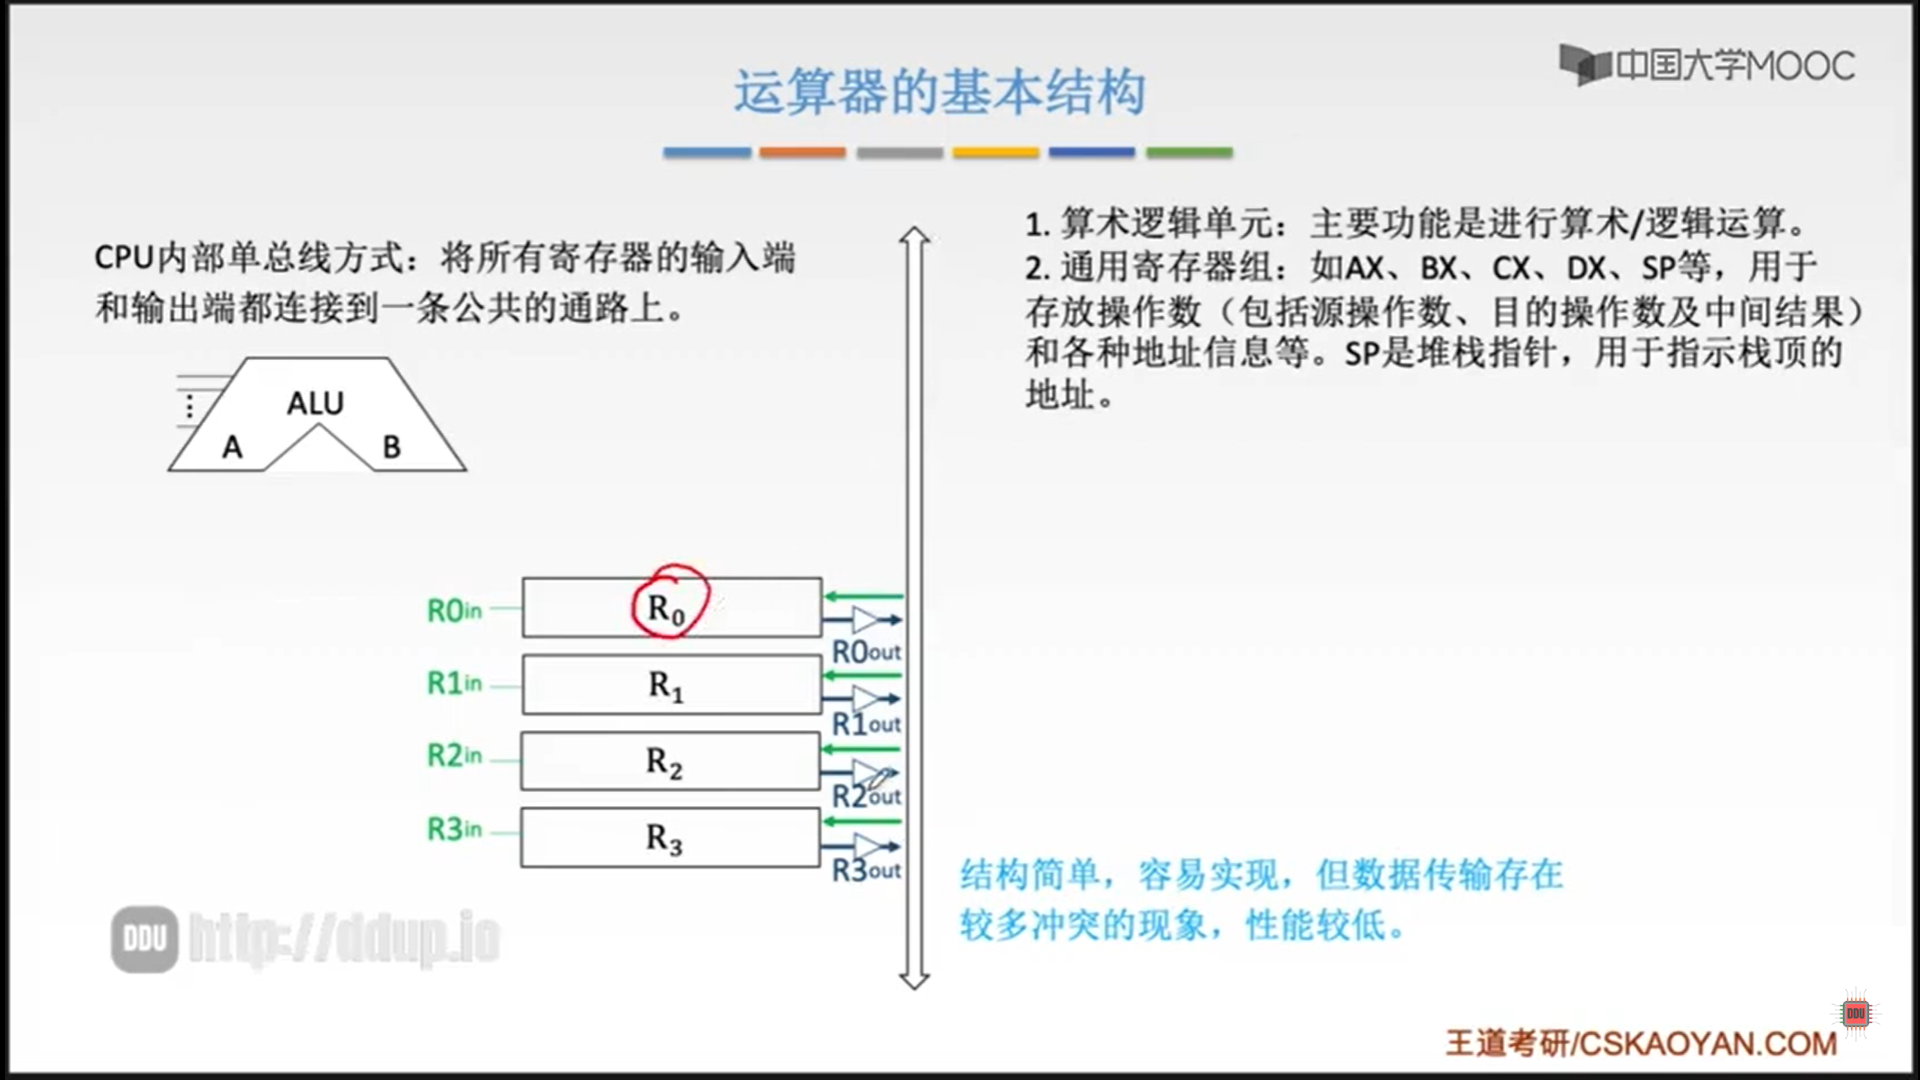 中国大学MOOC
运算器的基本结构
CPU内部单总线方式：将所有寄存器的输入端
和输出端都连接到一条公共的通路上。
ALU
A
B
1. 算术逻辑单元：主要功能是进行算术/逻辑运算。
2. 通用寄存器组：如AX、BX、CX、DX、SP等，用于
存放操作数（包括源操作数、目的操作数及中间结果）
和各种地址信息等。SP是堆栈指针，用于指示栈顶的
地址。
R0in
R₀
R0out
R1in
R₁
R1out
R2in
R₂
R2out
R3in
R₃
R3out
结构简单，容易实现，但数据传输存在
较多冲突的现象，性能较低。
DDU http://ddup.io
DDU
王道考研/CSKAOYAN.COM